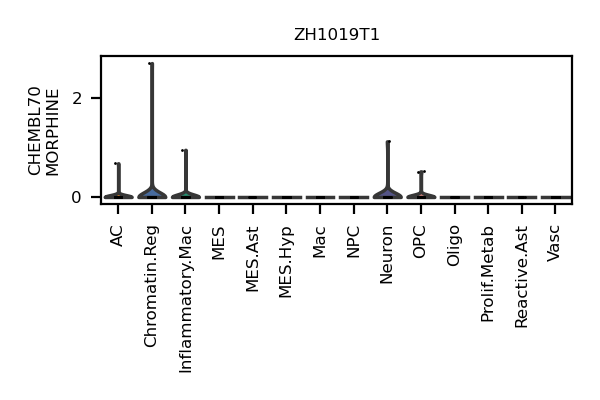 ZH1019T1
CHEMBL70
MORPHINE
2
0
AC
Chromatin.Reg
Inflammatory.Mac
MES
MES.Ast
MES.Hyp
Mac
NPC
Neuron
OPC
Oligo
Prolif.Metab
Reactive.Ast
Vasc